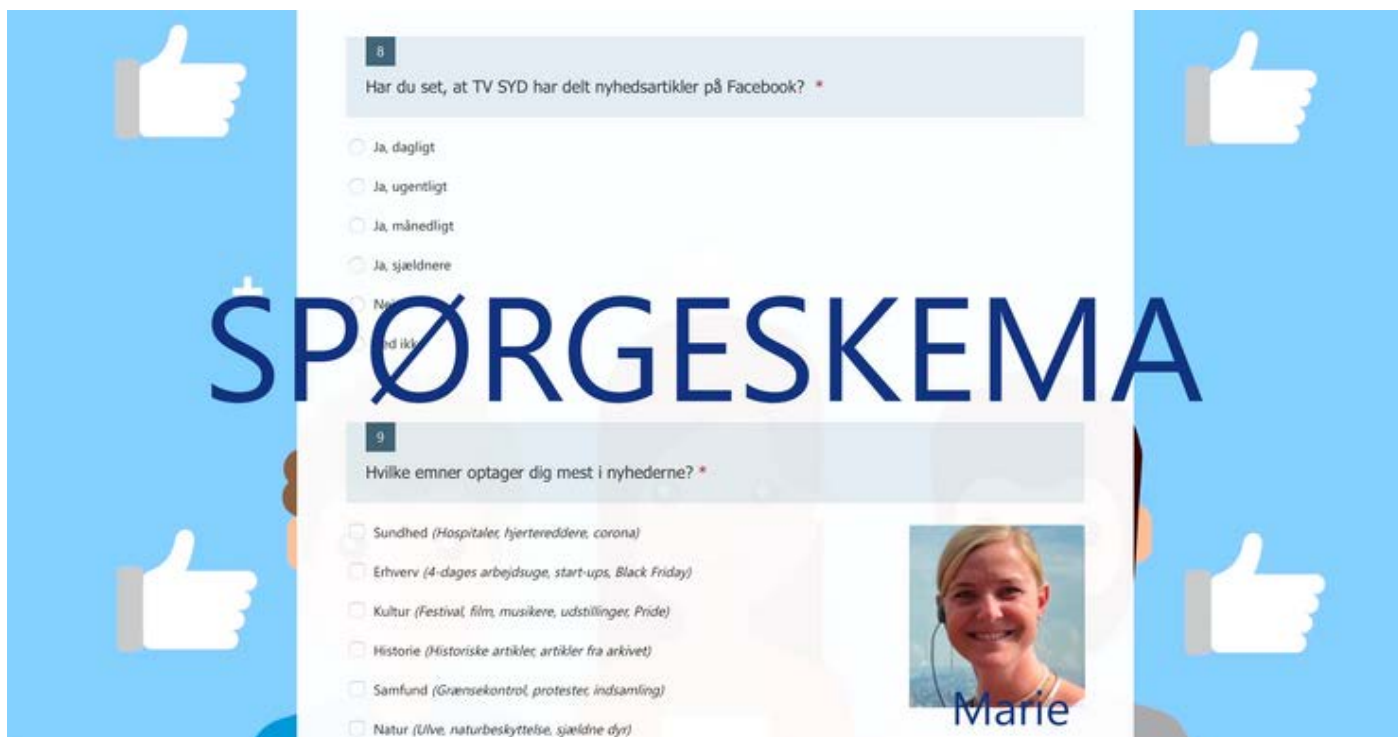 8
Har du set, at TV SYD har delt nyhedsartikler på Facebook? *
Ja, dagligt
Ja, ugentligt
Ja, månedligt
Ja, sjældnere
SPØRGESKEMA
9
Hvilke emner optager dig mest i nyhederne? *
Sundhed (Hospitaler, hjertereddere, corona)
Erhverv (4-dages arbejdsuge, start-ups, Black Friday)
Kultur (Festival, film, musikere, udstillinger, Pride)
Historie (Historiske artikler, artikler fra arkivet)
Samfund (Grænsekontrol, protester, indsamling)
Natur (Ulve, naturbeskyttelse, sjældne dyr)
Marie